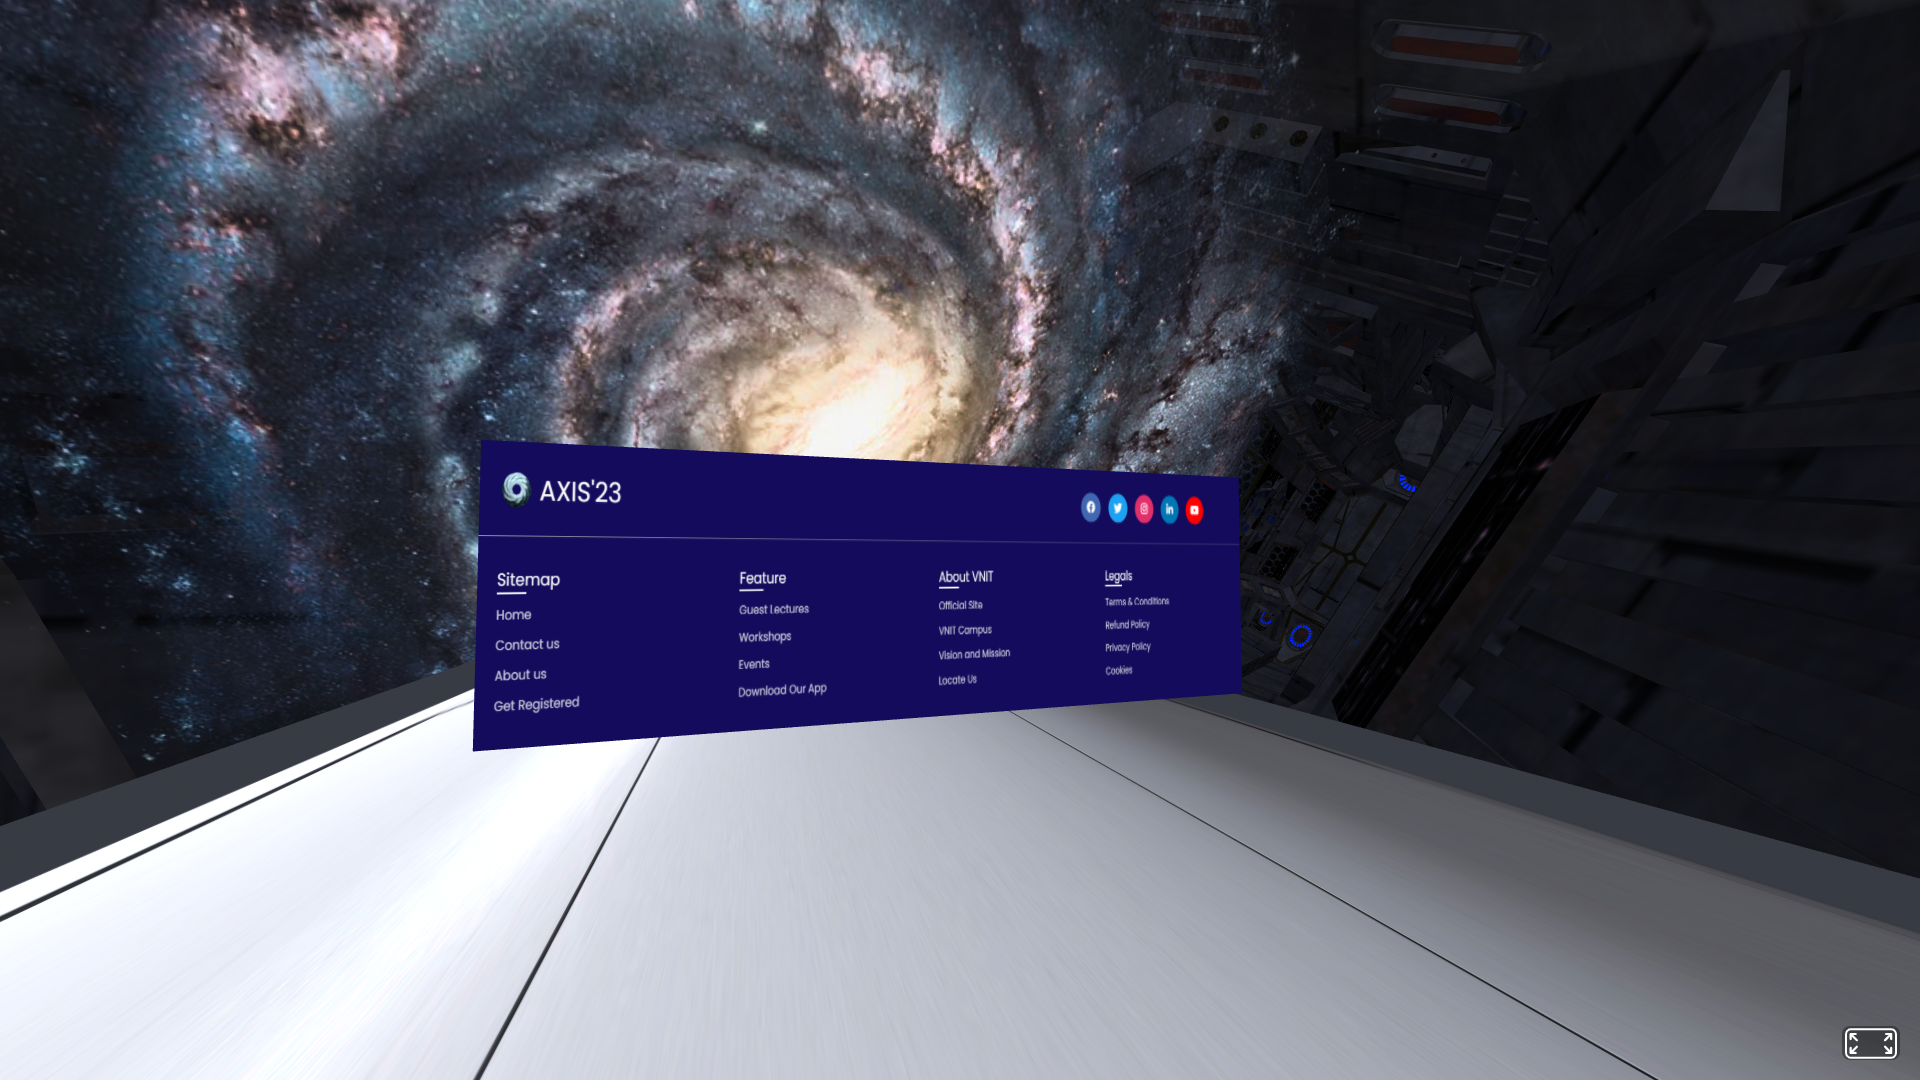 AXIS'23
Sitemap
Home
Contact us
About us
Get Registered
Feature
Guest Lectures
Workshops
Events
Download Our App
About VNIT
Official Site
VNIT Campus
Vision and Mission
Locate Us
Legals
Terms & Conditions
Refund Policy
Privacy Policy
Cookies